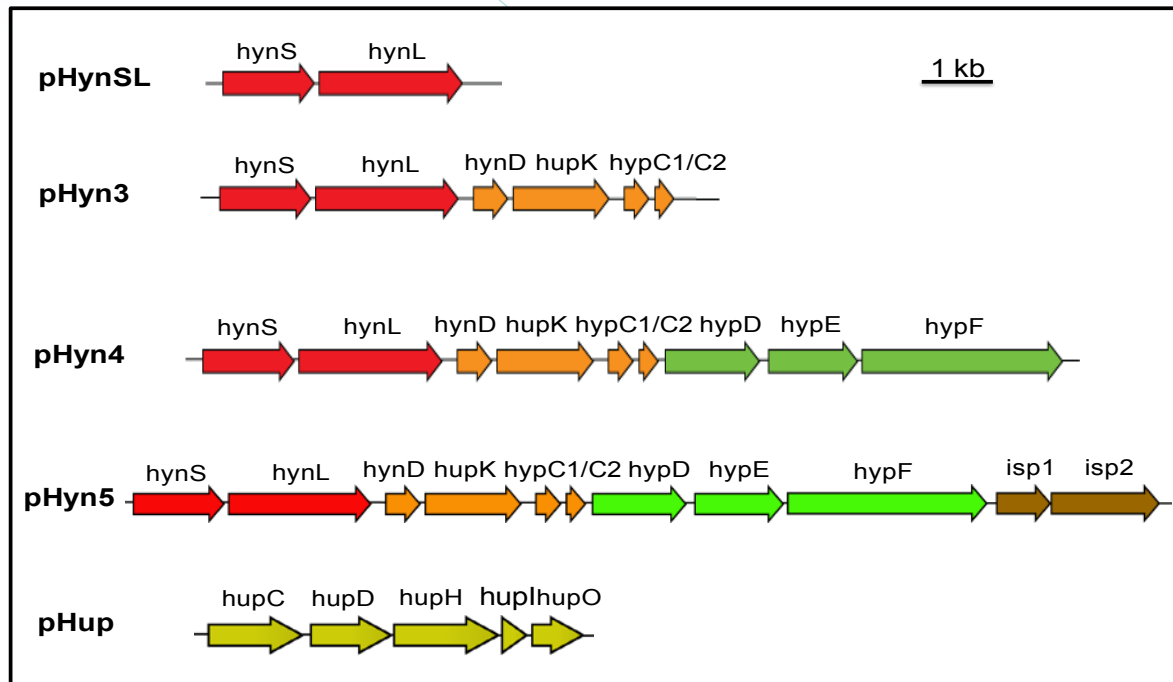 hynS hynL
pHynSL
1 kb
hynS hynL hynD hupK hypC1/C2
pHyn3
hynS hynL hynD hupK hypC1/C2 hypD hypE hypF
pHyn4
hynS hynL hynD hupK hypC1/C2 hypD hypE hypF isp1 isp2
pHyn5
hupC hupD hupH hupI hupO
pHup